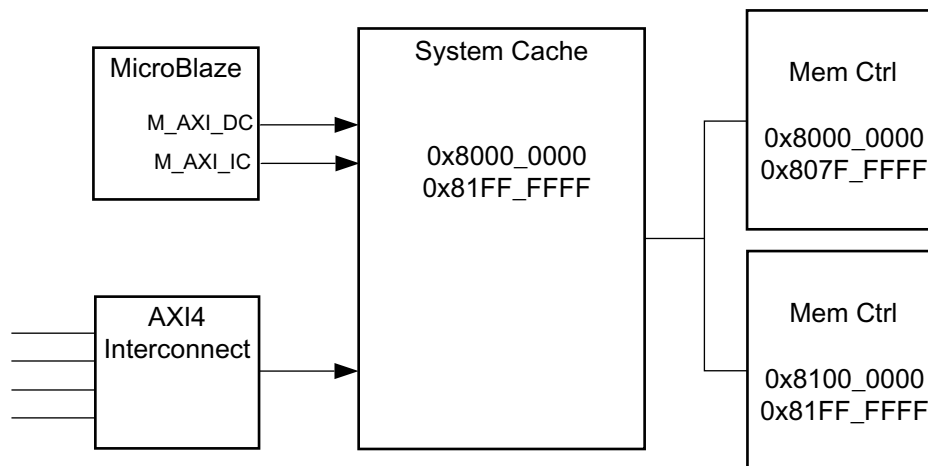 MicroBlaze
M_AXI_DC
M_AXI_IC
AXI4
Interconnect
System Cache
0x8000_0000
0x81FF_FFFF
Mem Ctrl
0x8000_0000
0x807F_FFFF
Mem Ctrl
0x8100_0000
0x81FF_FFFF